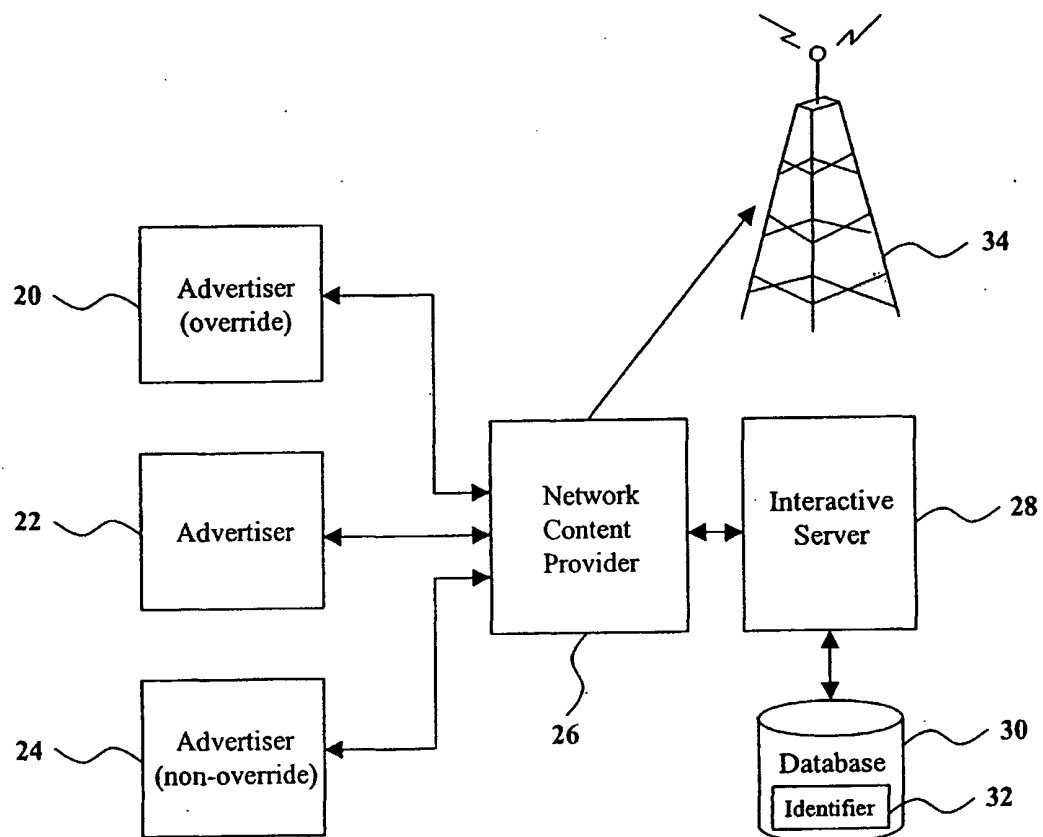 34
20
Advertiser
(override)
22
Advertiser
Network
Content
Provider
Interactive
Server
28
24
Advertiser
(non-override)
26
Database
30
Identifier
32